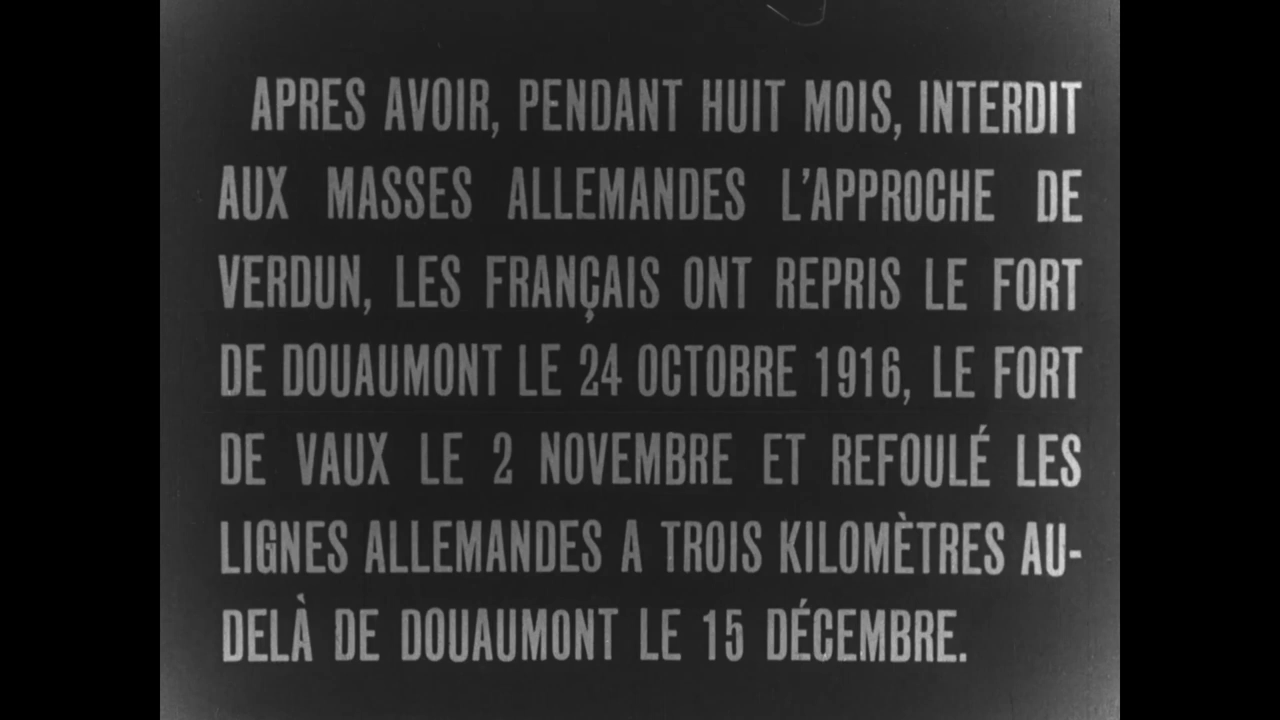 APRES AVOIR, PENDANT HUIT MOIS, INTERDIT
AUX MASSES ALLEMANDES L'APPROCHE DE
VERDUN, LES FRANÇAIS ONT REPRIS LE FORT
DE DOUAUMONT LE 24 OCTOBRE 1916, LE FORT
DE VAUX LE 2 NOVEMBRE ET REFOULÉ LES
LIGNES ALLEMANDES A TROIS KILOMÈTRES AU-
DELÀ DE DOUAUMONT LE 15 DÉCEMBRE.